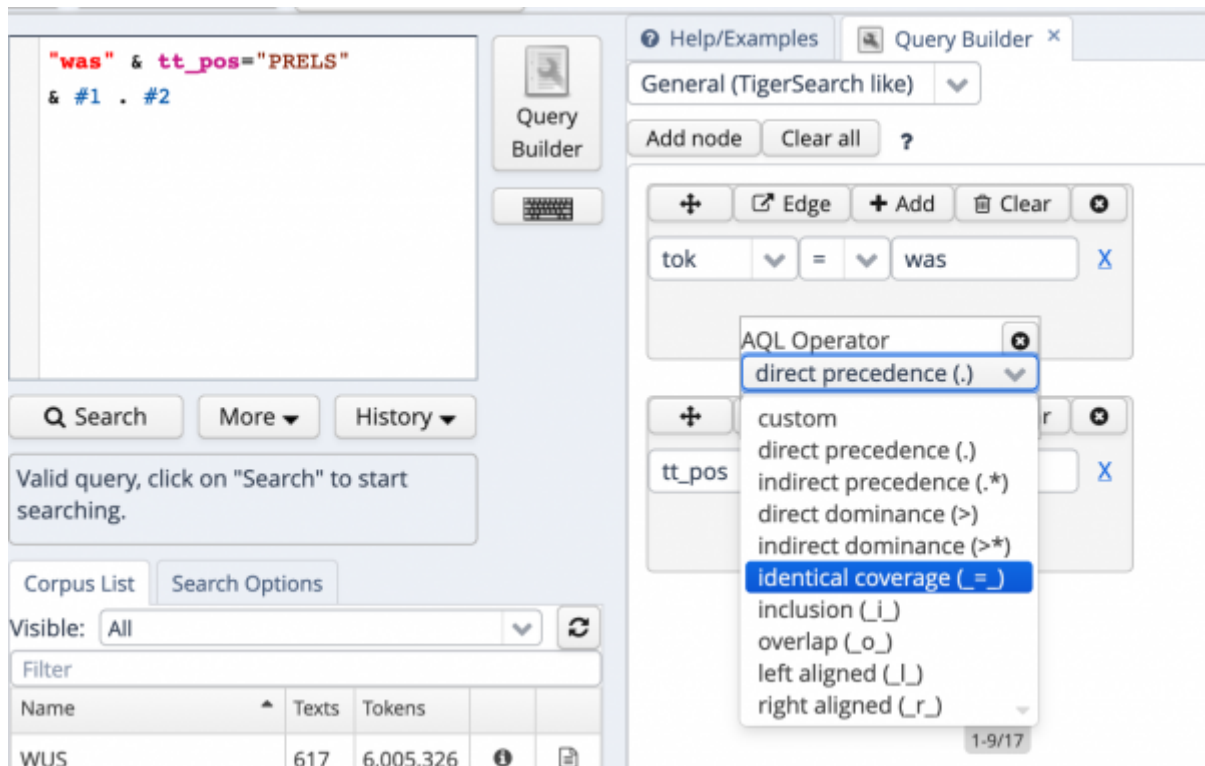 "was" & tt_pos="PRELS"
& #1 . #2
Query
Builder
Search
More
History
Valid query, click on "Search" to start
searching.
Corpus List
Search Options
Visible:
All
Filter
Name
Texts
Tokens
WUS
617
6,005,326
Help/Examples
Query Builder ×
General (TigerSearch like)
Add node
Clear all
?
Edge
Add
Clear
tok
=
was
X
AQL Operator
direct precedence (.)
r
tt_pos
X
custom
direct precedence (.)
indirect precedence (.*)
direct dominance (>)
indirect dominance (>*)
identical coverage (_=_)
inclusion (_i_)
overlap (_o_)
left aligned (_l_)
right aligned (_r_)
1-9/17